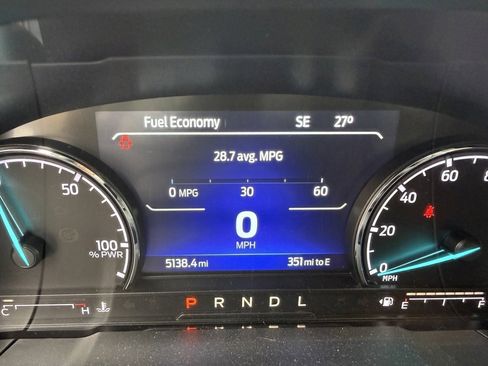 Fuel Economy SE 27°
28.7 avg. MPG
0 MPG 30 60
0
MPH
5138.4 mi 351 mi to E
50
100
% PWR
0 20 40 60
MPH
C H
P R N D L
E F